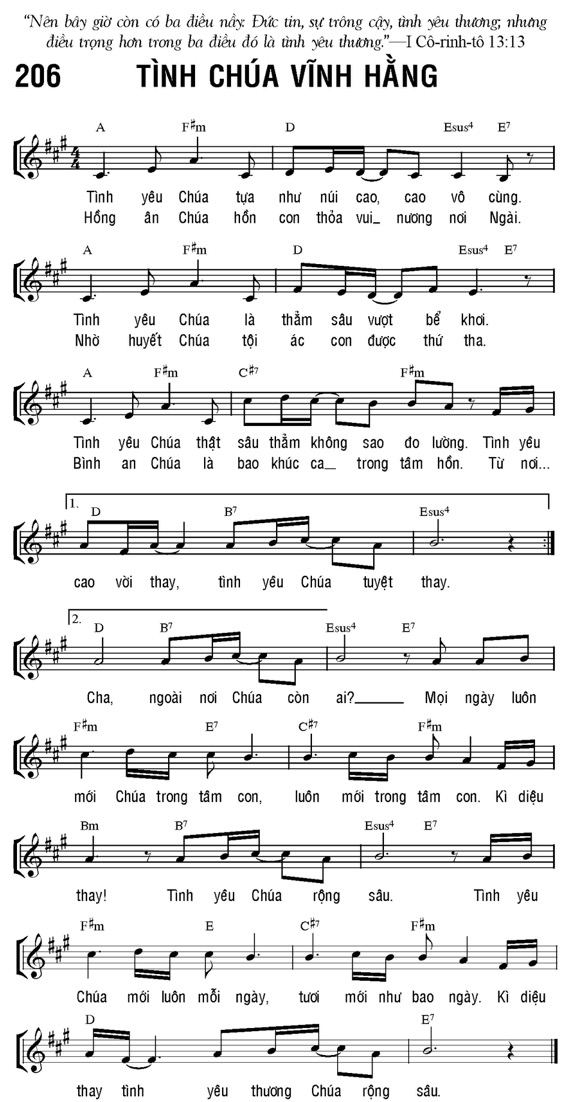 “Nên bây giờ còn có ba điều nầy: Đức tin, sự trông cậy, tình yêu thương; nhưng
điều trọng hơn trong ba điều đó là tình yêu thương.”—I Cô-rinh-tô 13:13
206 TÌNH CHÚA VĨNH HẰNG
A F♯m D Esus4 E7
Tình yêu Chúa tựa như núi cao, cao vô cùng.
Hồng ân Chúa hồn con thỏa vui_ nương nơi Ngài.
A F♯m D Esus4 E7
Tình yêu Chúa là thẳm sâu vượt bể khơi.
Nhờ huyết Chúa tội ác con được thứ tha.
A F♯m C♯7 F♯m
Tình yêu Chúa thật sâu thẳm không sao đo lường. Tình yêu
Bình an Chúa là bao khúc ca_ trong tâm hồn. Từ nơi...
1. D B7 Esus4
cao vời thay, tình yêu Chúa tuyệt thay.
2. D B7 Esus4 E7
Cha, ngoài nơi Chúa còn ai?_____ Mọi ngày luôn
F♯m E7 C♯7 F♯m
mới Chúa trong tâm con, luôn mới trong tâm con. Kì diệu
Bm B7 Esus4 E7
thay! Tình yêu Chúa rộng sâu. Tình yêu
F♯m E C♯7 F♯m
Chúa mới luôn mỗi ngày, tươi mới như bao ngày. Kì diệu
D E7
thay tình yêu thương Chúa rộng sâu.